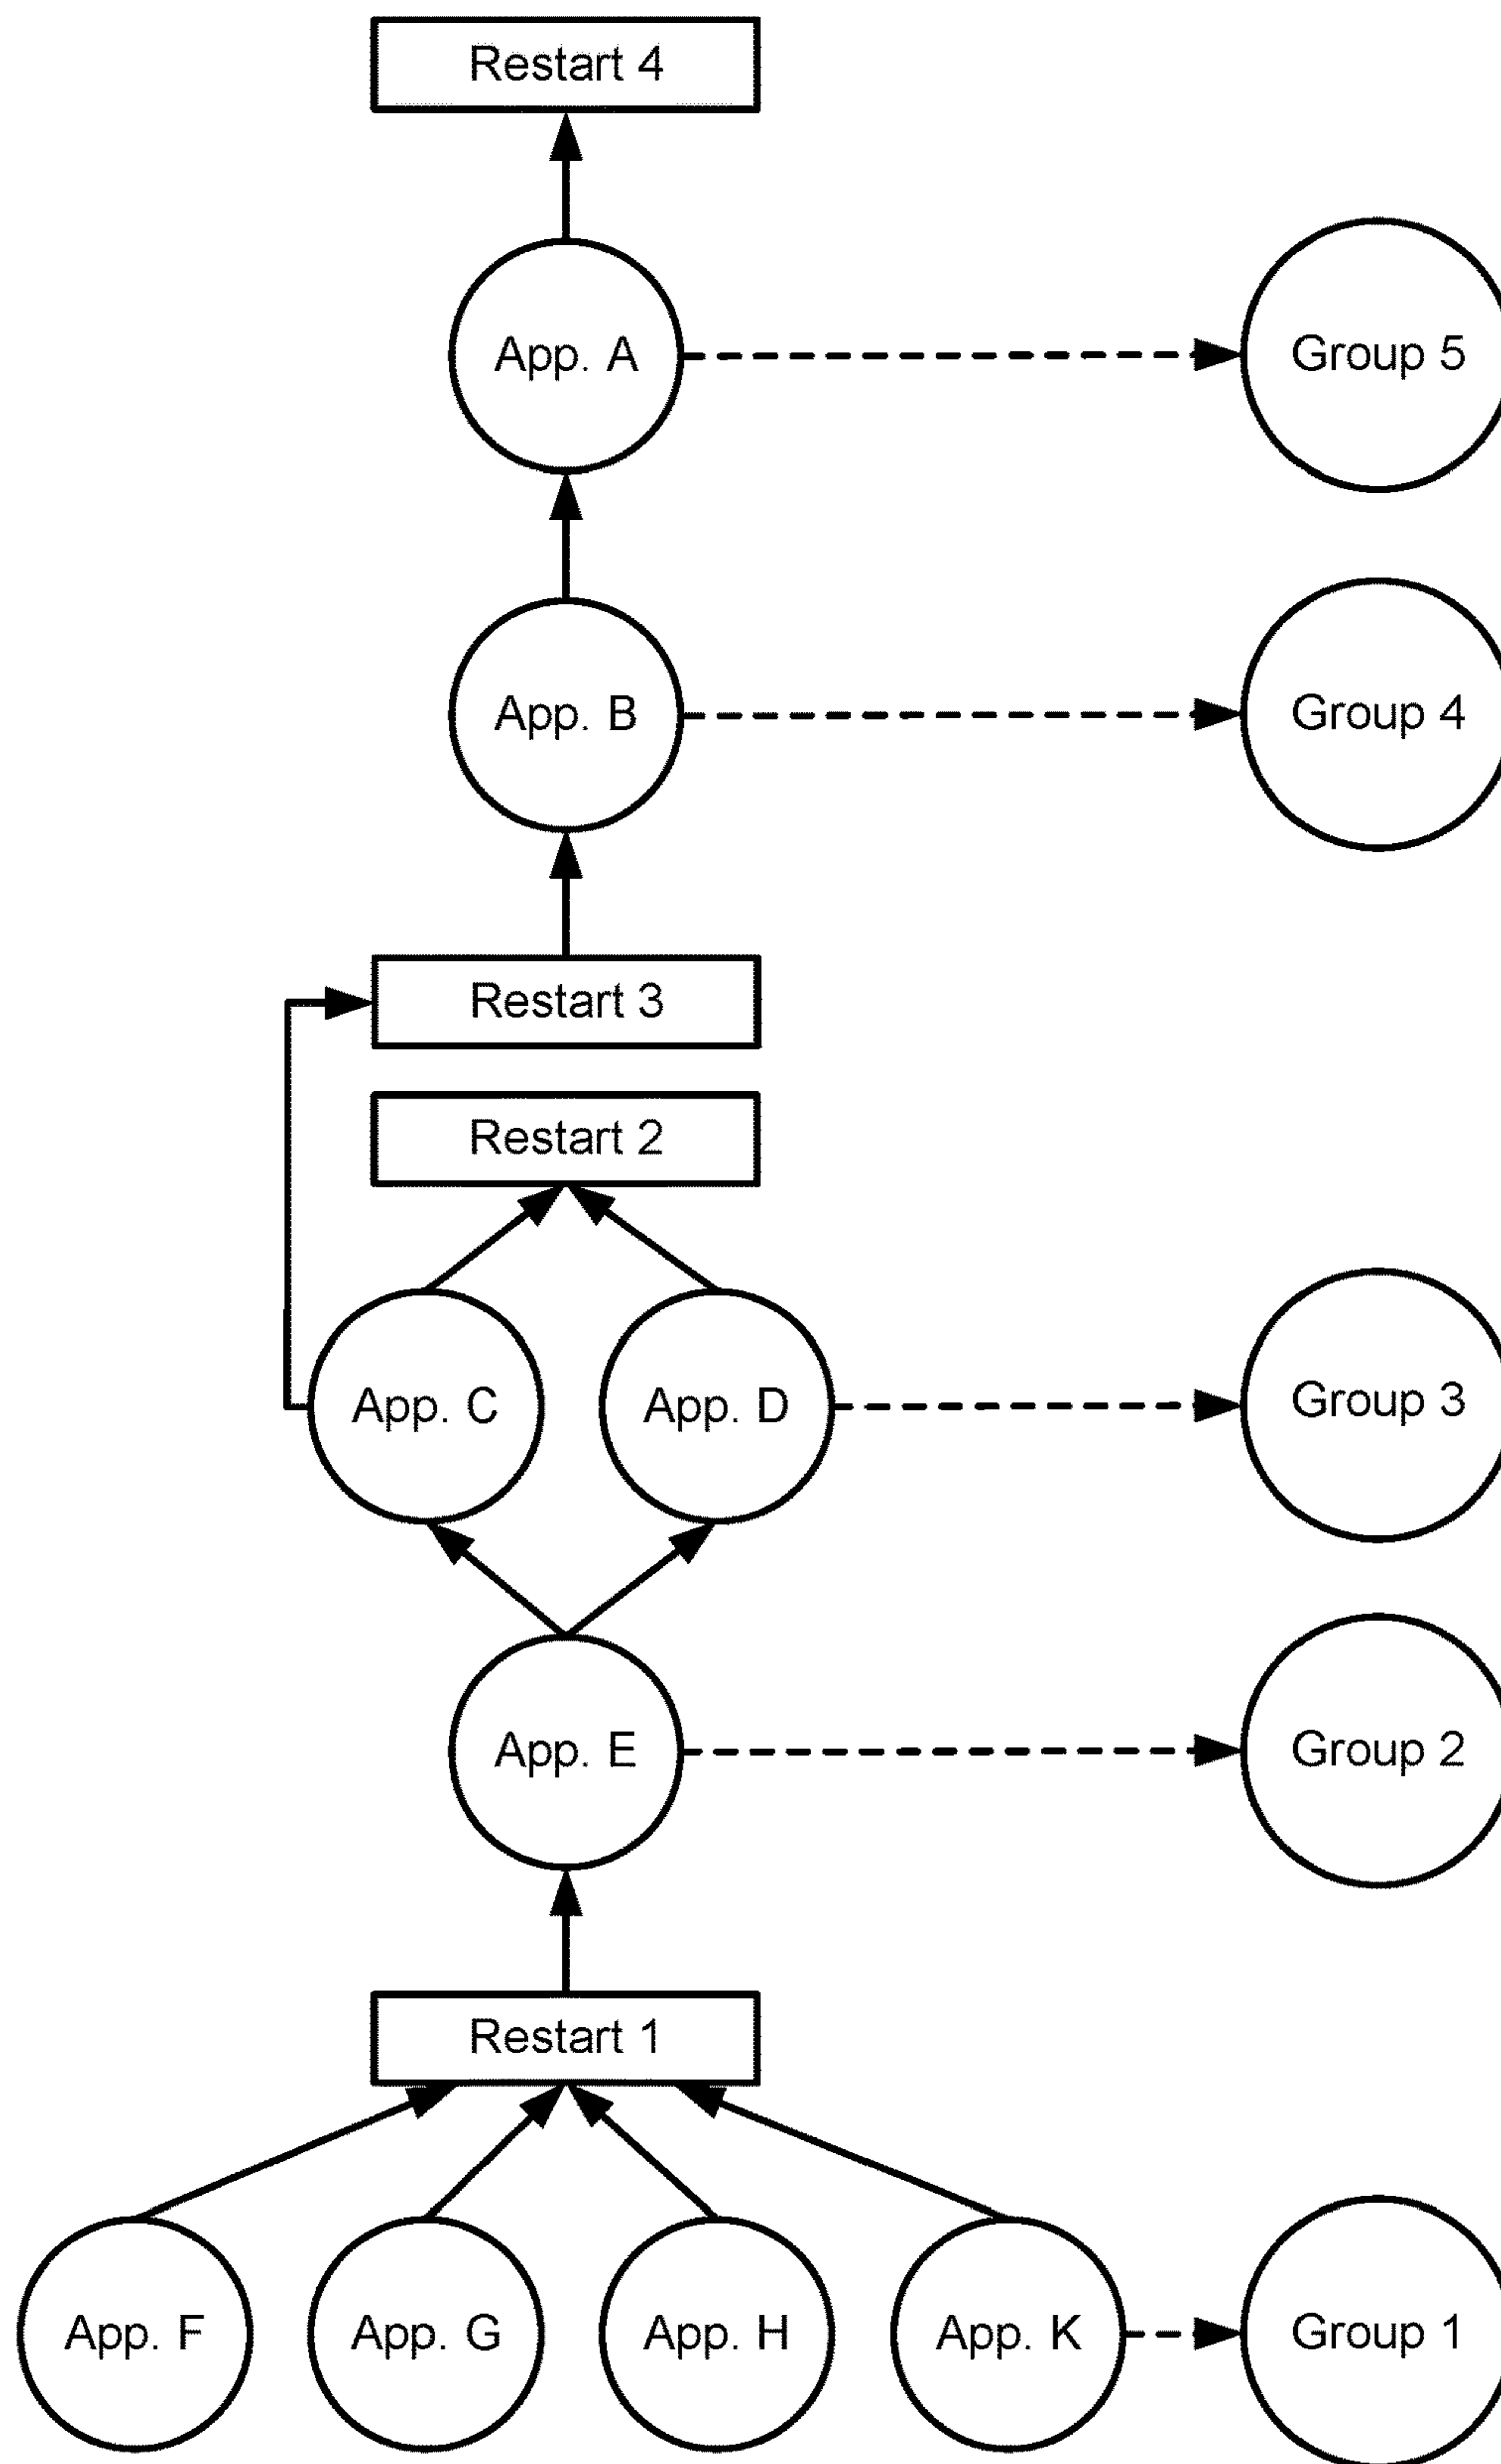 Restart 4
App. A
Group 5
App. B
Group 4
Restart 3
Restart 2
App. C
App. D
Group 3
App. E
Group 2
Restart 1
App. F
App. G
App. H
App. K
Group 1